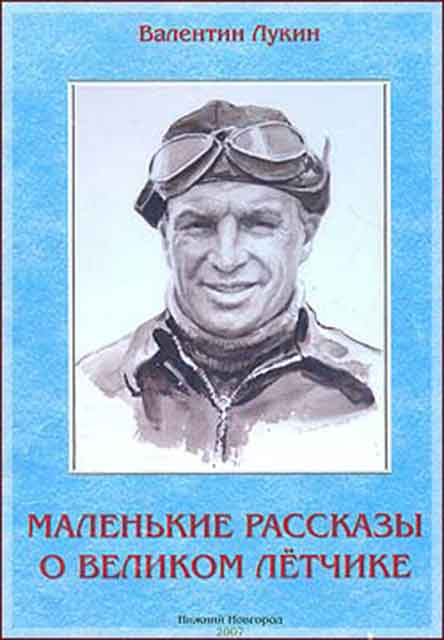 Валентин Лукин
МАЛЕНЬКИЕ РАССКАЗЫ
О ВЕЛИКОМ ЛЁТЧИКЕ
Нижний Новгород
2007